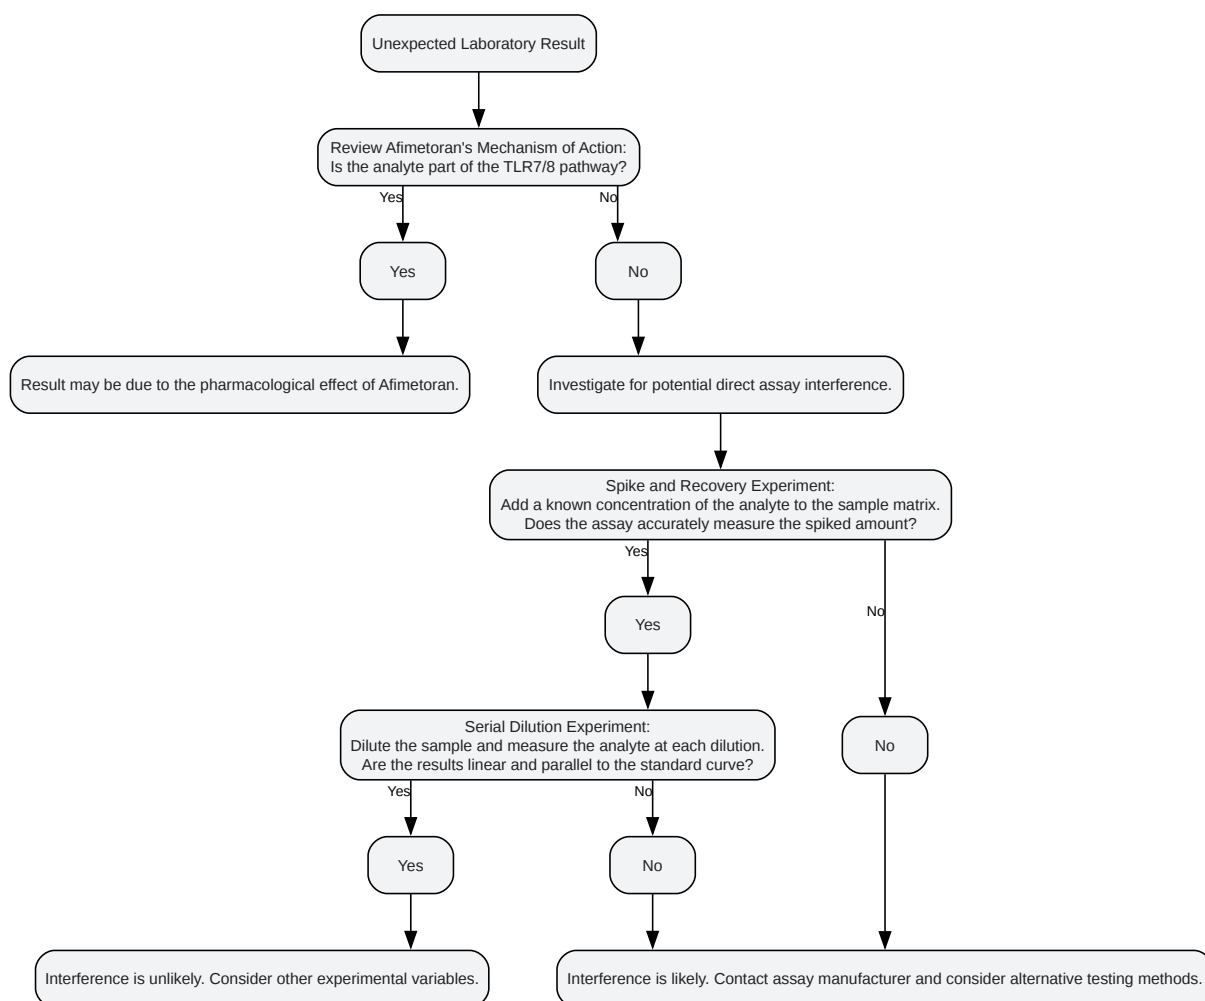 Unexpected Laboratory Result
Review Afimetoran's Mechanism of Action:
Is the analyte part of the TLR7/8 pathway?
Yes
No
Yes
No
Result may be due to the pharmacological effect of Afimetoran.
Investigate for potential direct assay interference.
Spike and Recovery Experiment:
Add a known concentration of the analyte to the sample matrix.
Does the assay accurately measure the spiked amount?
Yes
No
Yes
Serial Dilution Experiment:
Dilute the sample and measure the analyte at each dilution.
Are the results linear and parallel to the standard curve?
No
Yes
No
Yes
No
Interference is unlikely. Consider other experimental variables.
Interference is likely. Contact assay manufacturer and consider alternative testing methods.